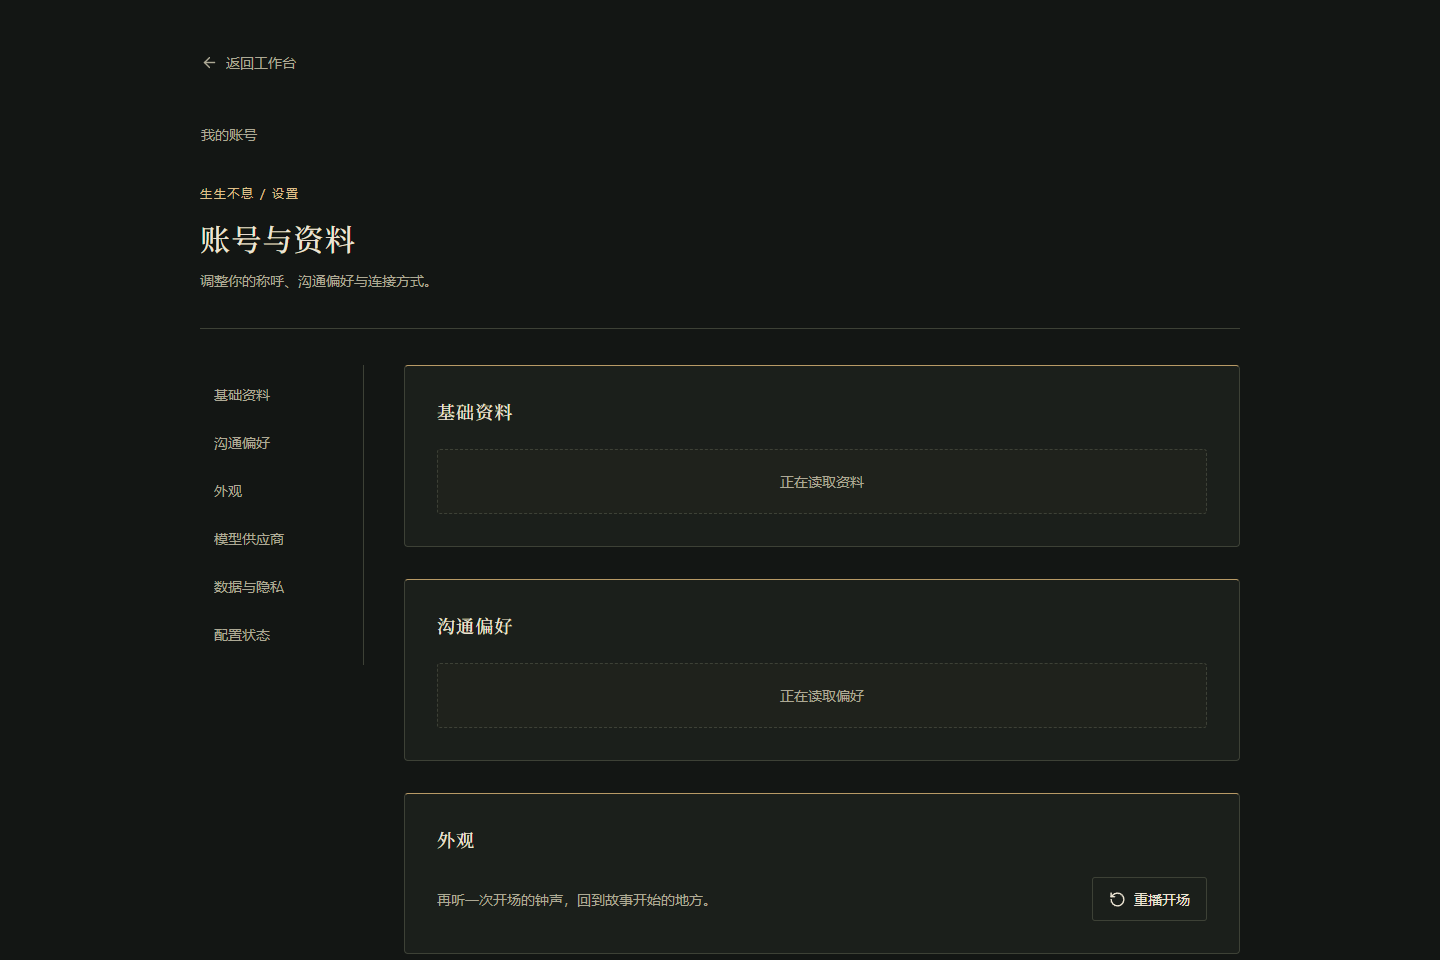 返回工作台
我的账号
生生不息 / 设置
账号与资料
调整你的称呼、沟通偏好与连接方式。
基础资料
沟通偏好
外观
模型供应商
数据与隐私
配置状态
基础资料
正在读取资料
沟通偏好
正在读取偏好
外观
再听一次开场的钟声，回到故事开始的地方。
重播开场